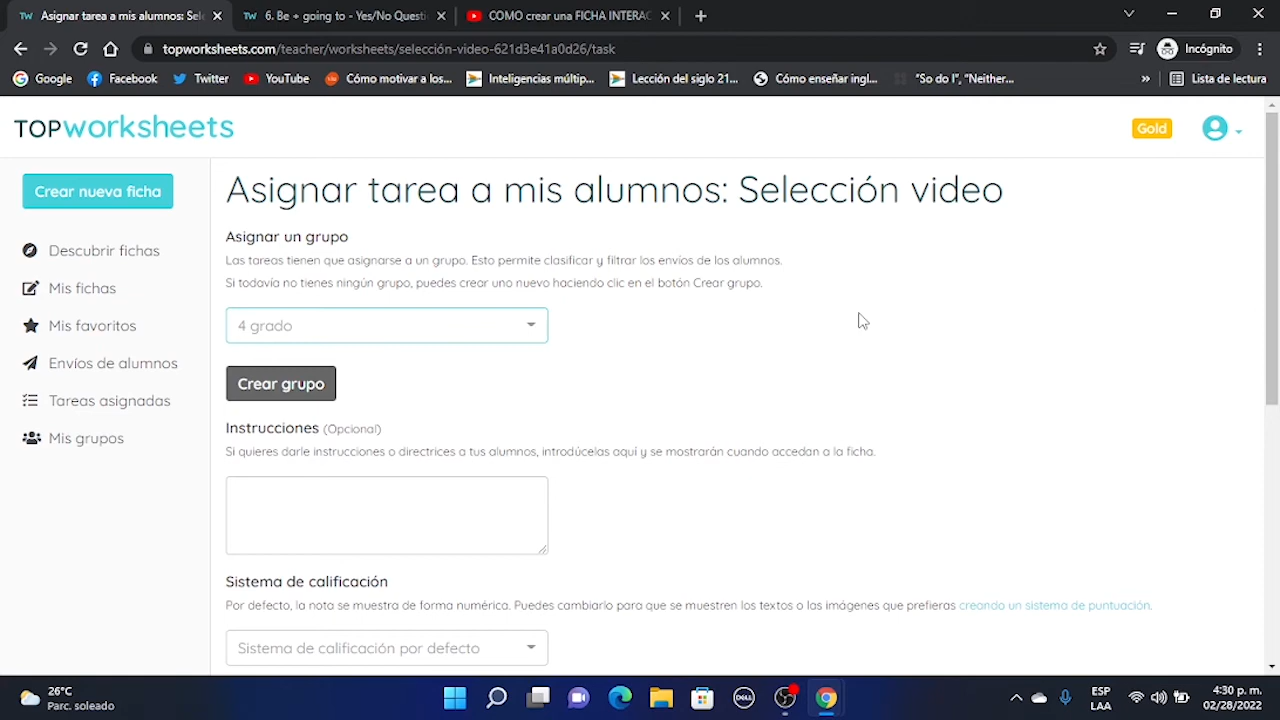 Asignar tarea a mis alumnos: Sele
6. Be + going to - Yes/No Questi
COMO crear una FICHA INTERAC
topworksheets.com/teacher/worksheets/selección-video-621d3e41a0d26/task
Incógnito
Google
Facebook
Twitter
YouTube
Cómo motivar a los...
Inteligencias múltip...
Lección del siglo 21...
Cómo enseñar ingl...
"So do I", "Neither...
»
Lista de lectura
TOPworksheets
Gold
Crear nueva ficha
Descubrir fichas
Mis fichas
Mis favoritos
Envíos de alumnos
Tareas asignadas
Mis grupos
Asignar tarea a mis alumnos: Selección video
Asignar un grupo
Las tareas tienen que asignarse a un grupo. Esto permite clasificar y filtrar los envíos de los alumnos.
Si todavía no tienes ningún grupo, puedes crear uno nuevo haciendo clic en el botón Crear grupo.
4 grado
Crear grupo
Instrucciones (Opcional)
Si quieres darle instrucciones o directrices a tus alumnos, introdúcelas aquí y se mostrarán cuando accedan a la ficha.
Sistema de calificación
Por defecto, la nota se muestra de forma numérica. Puedes cambiarlo para que se muestren los textos o las imágenes que prefieras creando un sistema de puntuación.
Sistema de calificación por defecto
26°C
Parc. soleado
DELL
ESP
LAA
4:30 p. m.
02/28/2022